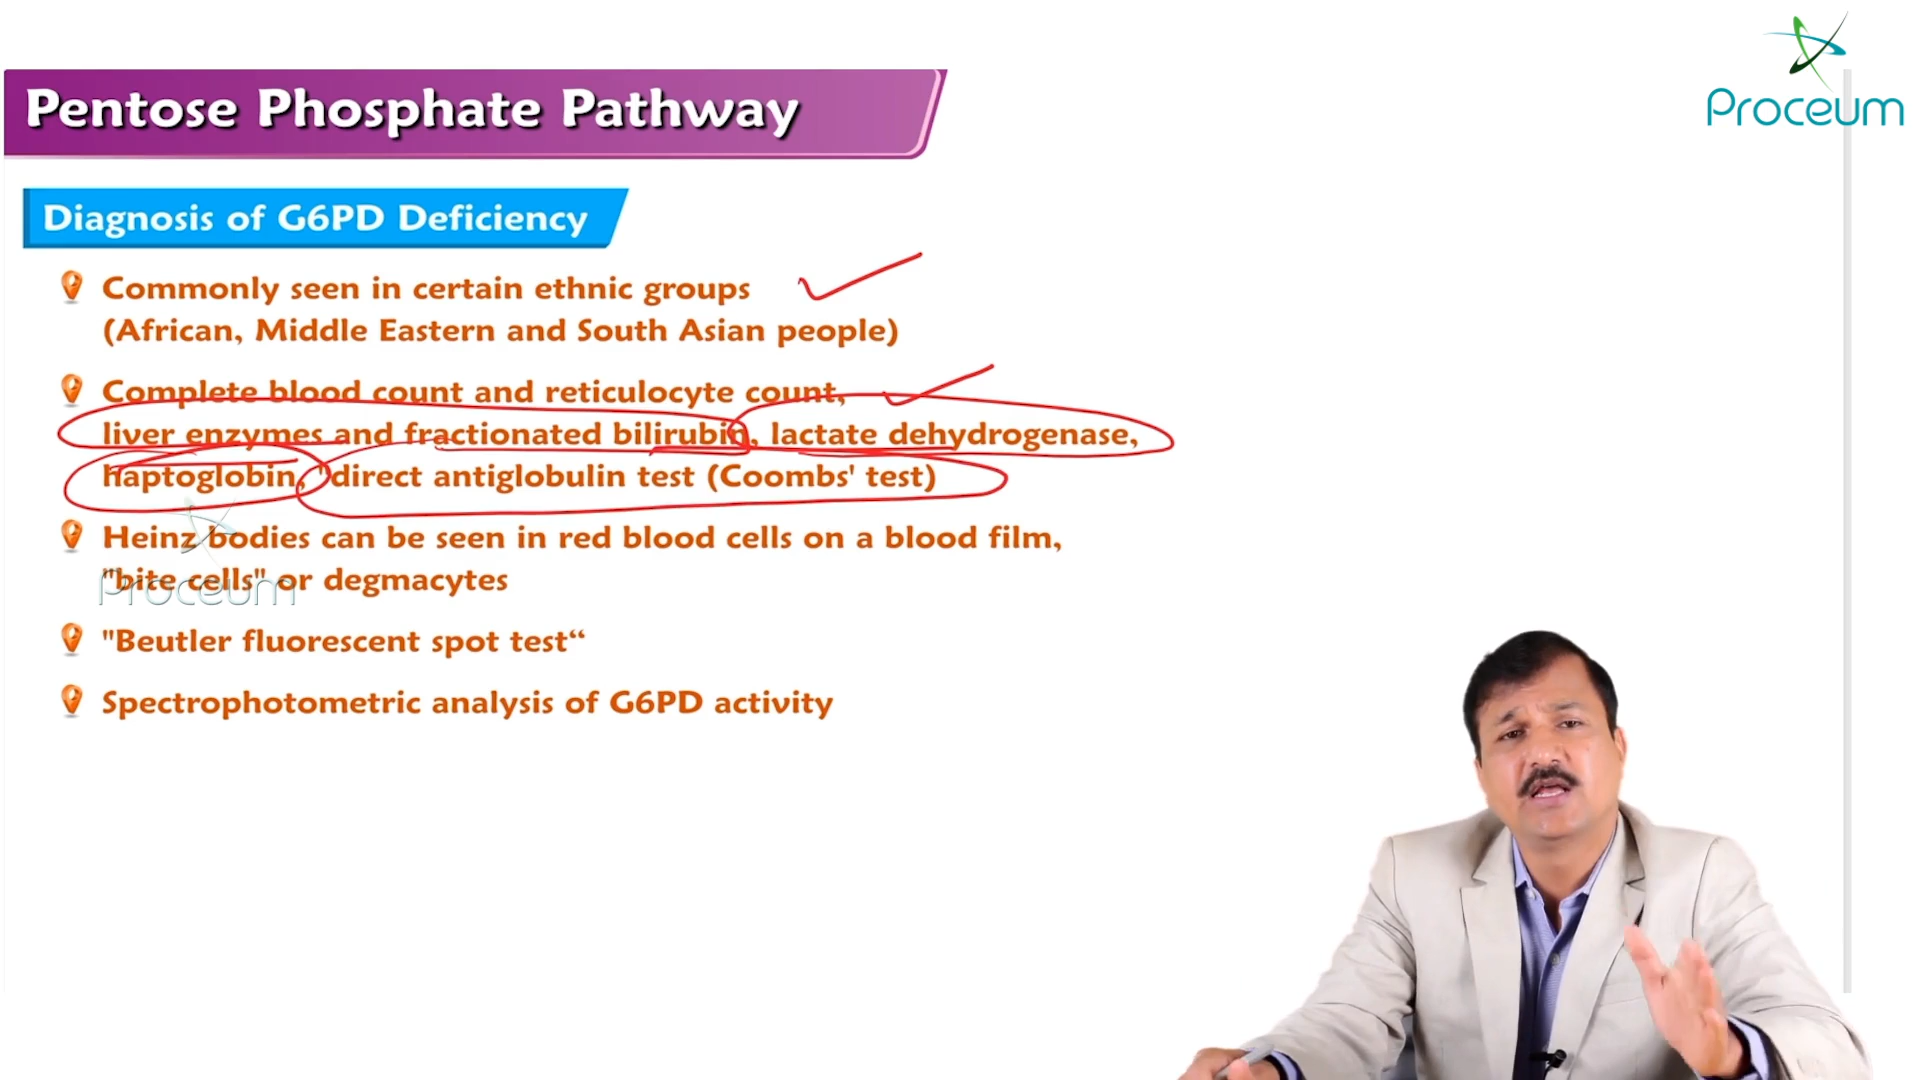 Proceum
Pentose Phosphate Pathway
Diagnosis of G6PD Deficiency
Commonly seen in certain ethnic groups
(African, Middle Eastern and South Asian people)
Complete blood count and reticulocyte count,
liver enzymes and fractionated bilirubin, lactate dehydrogenase,
haptoglobin, "direct antiglobulin test (Coombs' test)
Heinz bodies can be seen in red blood cells on a blood film,
"bite cells" or degmacytes
Proceum
"Beutler fluorescent spot test“
Spectrophotometric analysis of G6PD activity